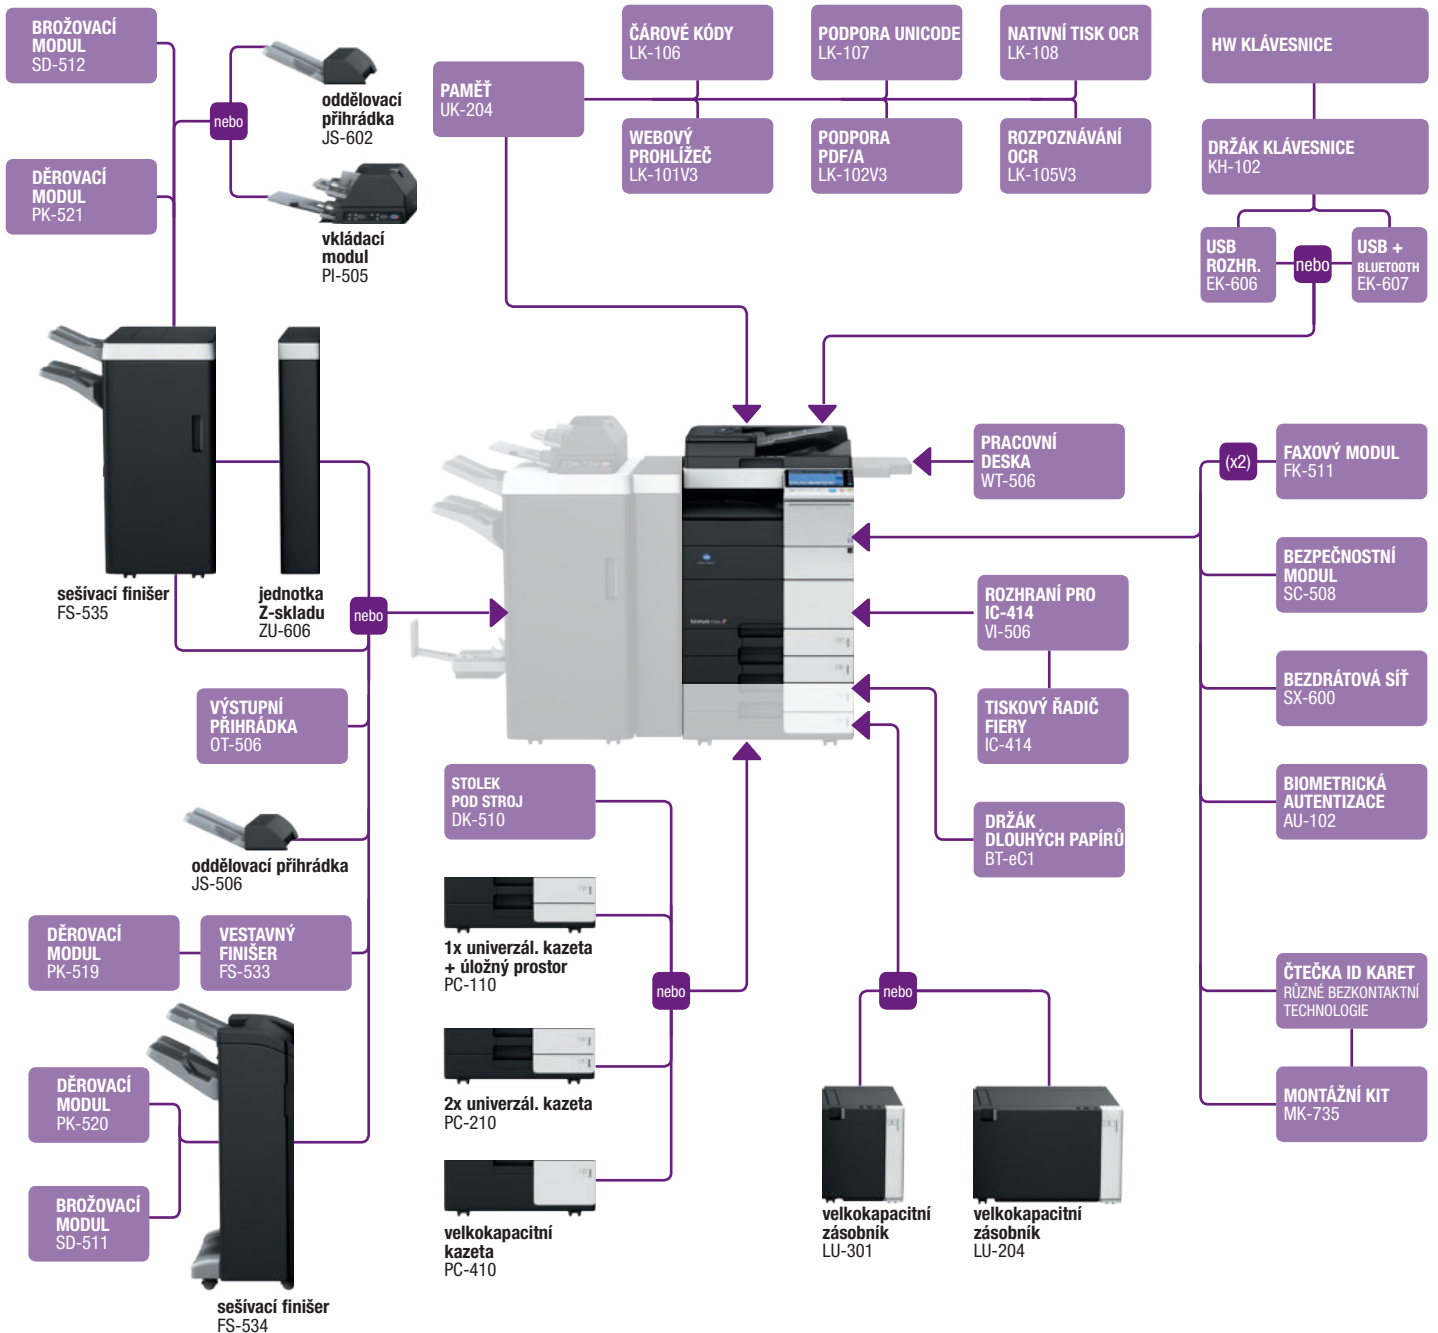 BROŽOVACÍ
MODUL
SD-512
DĚROVACÍ
MODUL
PK-521
nebo
oddělovací
přihrádka
JS-602
vkládací
modul
PI-505
PAMĚŤ
UK-204
ČÁROVÉ KÓDY
LK-106
PODPORA UNICODE
LK-107
NATIVNÍ TISK OCR
LK-108
WEBOVÝ
PROHLÍŽEČ
LK-101V3
PODPORA
PDF/A
LK-102V3
ROZPOZNÁVÁNÍ
OCR
LK-105V3
HW KLÁVESNICE
DRŽÁK KLÁVESNICE
KH-102
USB
ROZHR.
EK-606
nebo
USB +
BLUETOOTH
EK-607
sešívací finišer
FS-535
jednotka
Z-skladu
ZU-606
nebo
PRACOVNÍ
DESKA
WT-506
(x2)
FAXOVÝ MODUL
FK-511
BEZPEČNOSTNÍ
MODUL
SC-508
ROZHRANÍ PRO
IC-414
VI-506
BEZDRÁTOVÁ SÍŤ
SX-600
TISKOVÝ ŘADIČ
FIERY
IC-414
VÝSTUPNÍ
PŘIHRÁDKA
OT-506
STOLEK
POD STROJ
DK-510
BIOMETRICKÁ
AUTENTIZACE
AU-102
DRŽÁK
DLOUHÝCH PAPÍRŮ
BT-eC1
oddělovací přihrádka
JS-506
DĚROVACÍ
MODUL
PK-519
VESTAVNÝ
FINIŠER
FS-533
1x univerzál. kazeta
+ úložný prostor
PC-110
nebo
nebo
ČTEČKA ID KARET
RŮZNÉ BEZKONTAKTNÍ
TECHNOLOGIE
MONTÁŽNÍ KIT
MK-735
DĚROVACÍ
MODUL
PK-520
2x univerzál. kazeta
PC-210
BROŽOVACÍ
MODUL
SD-511
velkokapacitní
kazeta
PC-410
velkokapacitní
zásobník
LU-301
velkokapacitní
zásobník
LU-204
sešívací finišer
FS-534